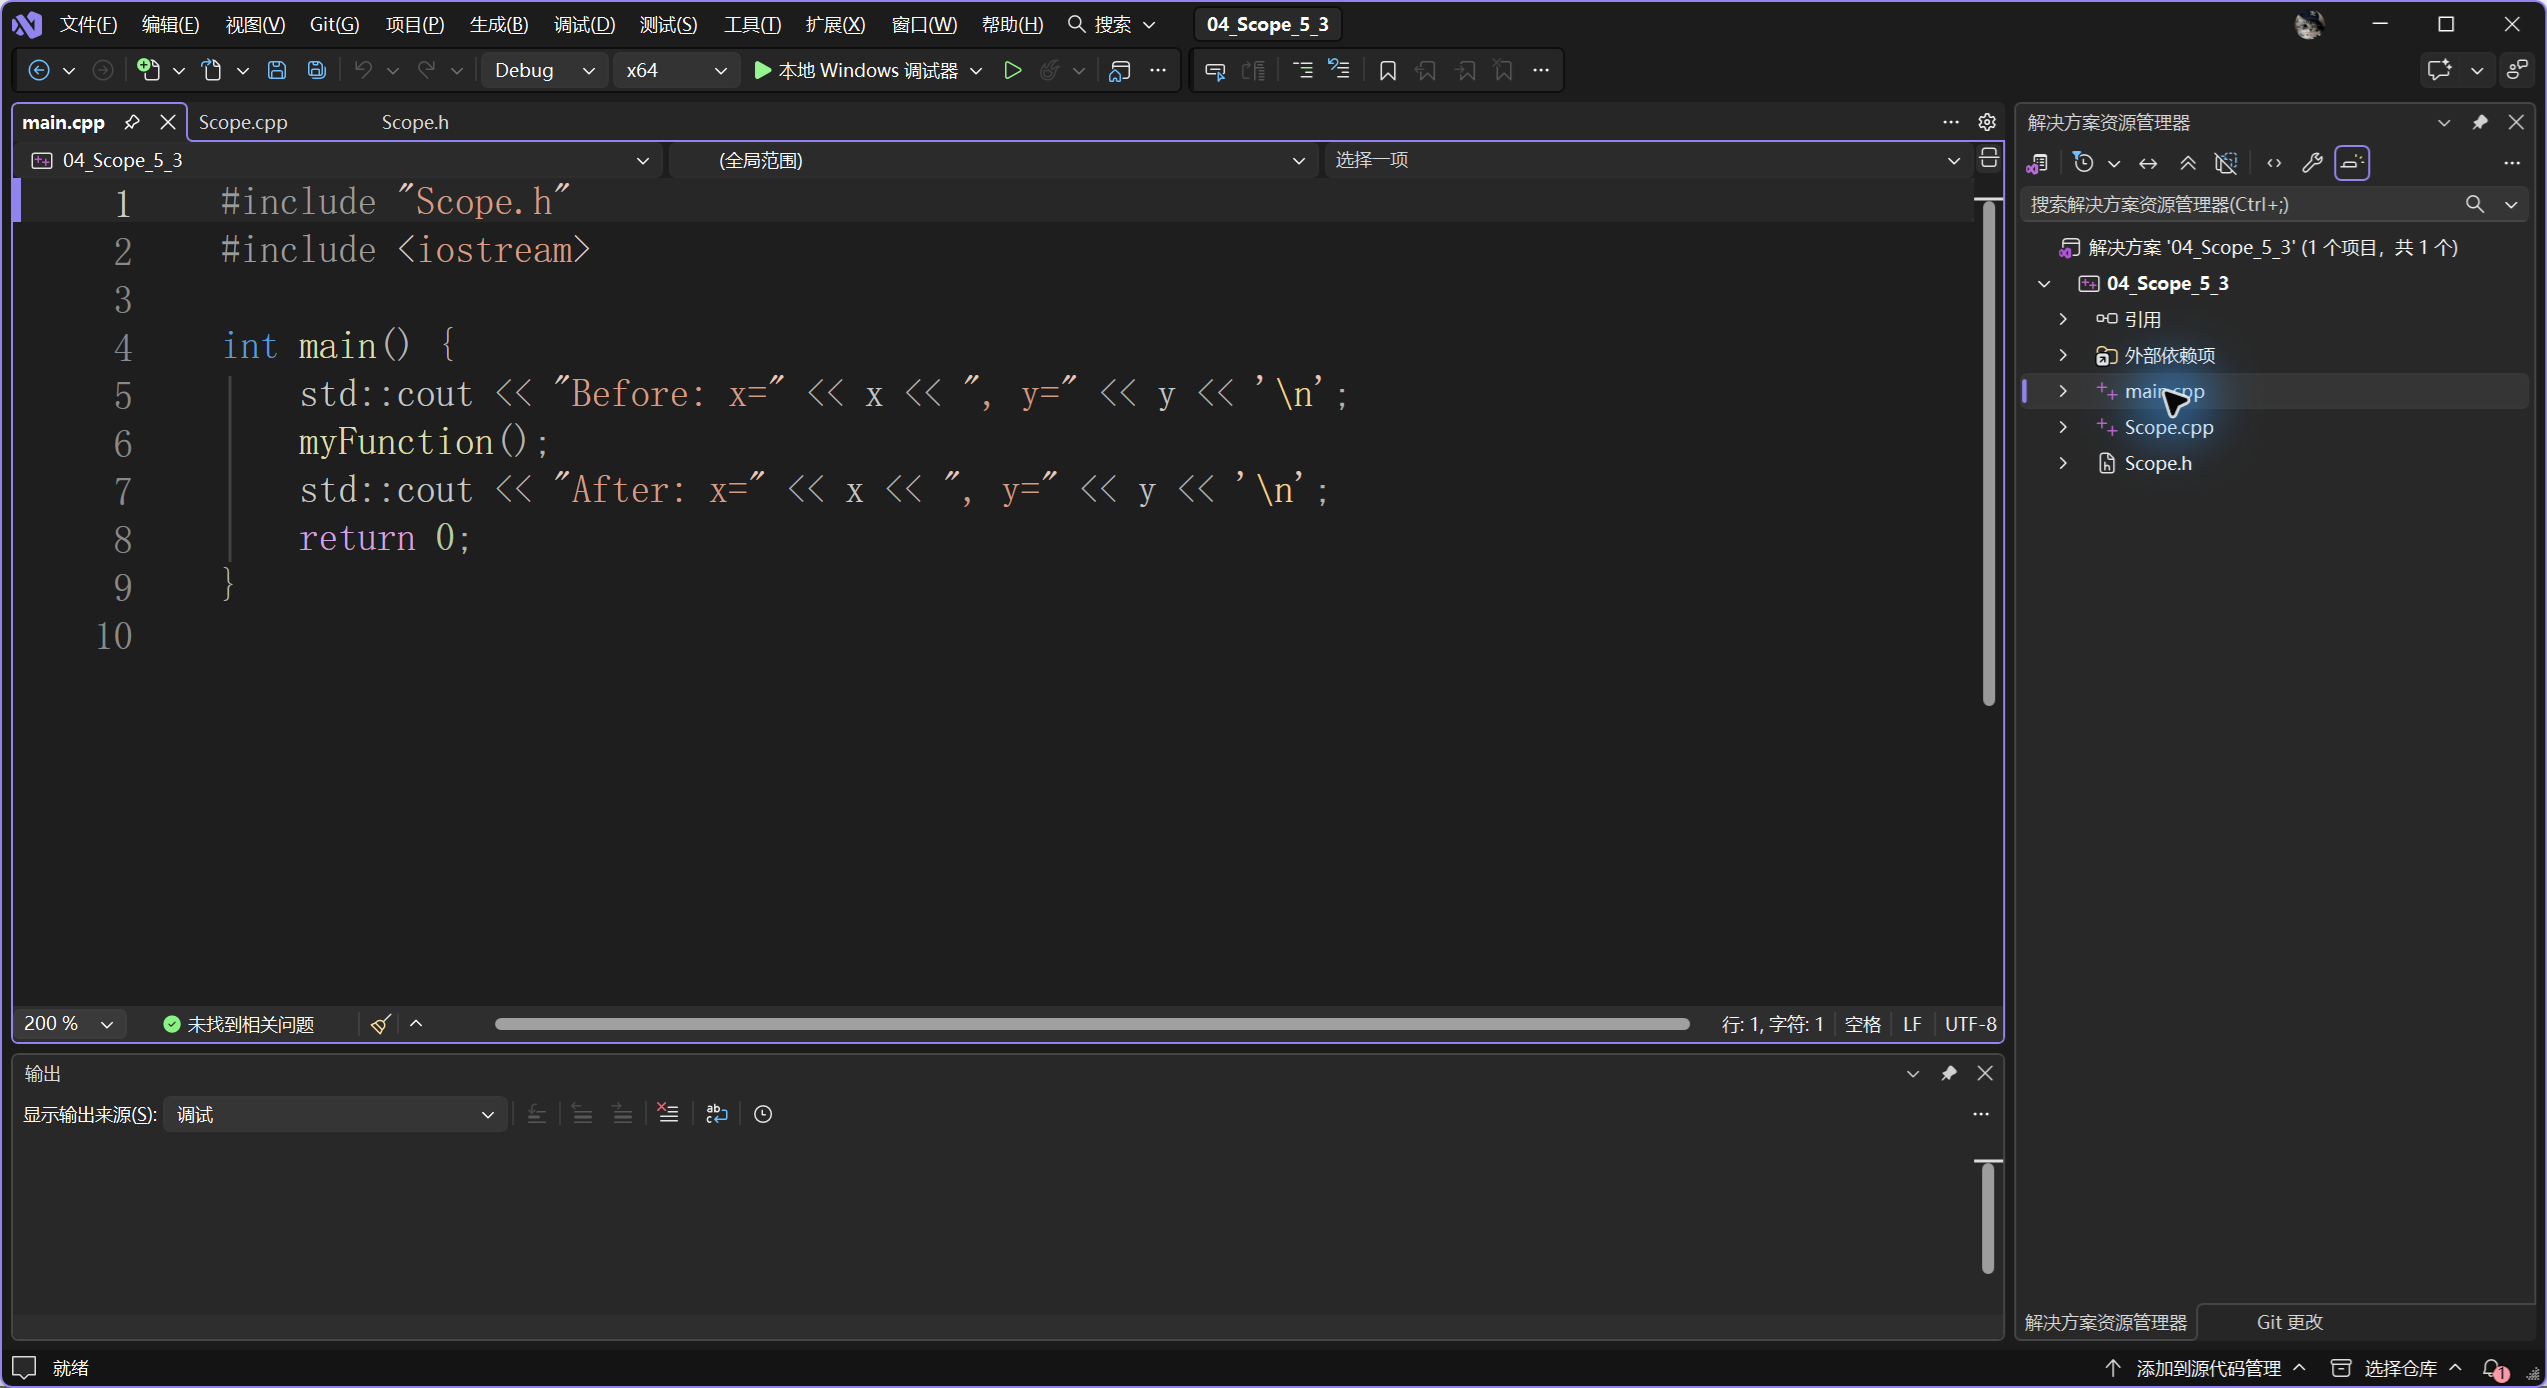 文件(F) 编辑(E) 视图(V) Git(G) 项目(P) 生成(B) 调试(D) 测试(S) 工具(T) 扩展(X) 窗口(W) 帮助(H) 搜索 04_Scope_5_3
Debug x64 本地 Windows 调试器
main.cpp Scope.cpp Scope.h
04_Scope_5_3 (全局范围) 选择一项
1 #include "Scope.h"
2 #include <iostream>
3
4 int main() {
5 std::cout << "Before: x=" << x << ", y=" << y << '\n';
6 myFunction();
7 std::cout << "After: x=" << x << ", y=" << y << '\n';
8 return 0;
9 }
10
200 % 未找到相关问题 行: 1, 字符: 1 空格 LF UTF-8
输出
显示输出来源(S): 调试
解决方案资源管理器
搜索解决方案资源管理器(Ctrl+;)
解决方案 '04_Scope_5_3' (1 个项目，共 1 个)
04_Scope_5_3
引用
外部依赖项
main.cpp
Scope.cpp
Scope.h
解决方案资源管理器 Git 更改
就绪 添加到源代码管理 选择仓库 1